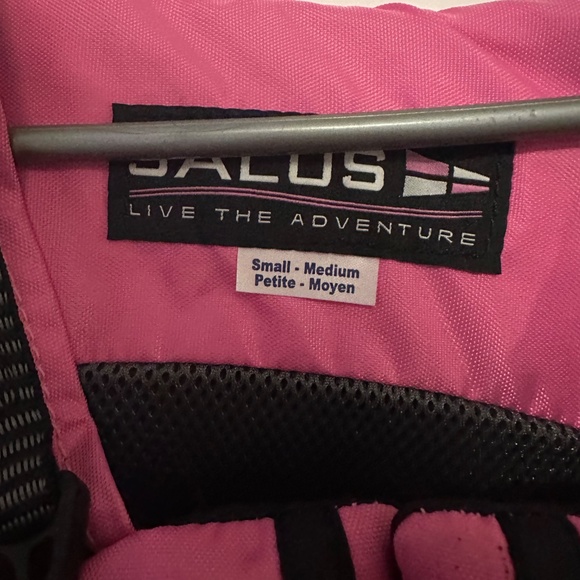 SALUS
LIVE THE ADVENTURE
Small - Medium
Petite - Moyen